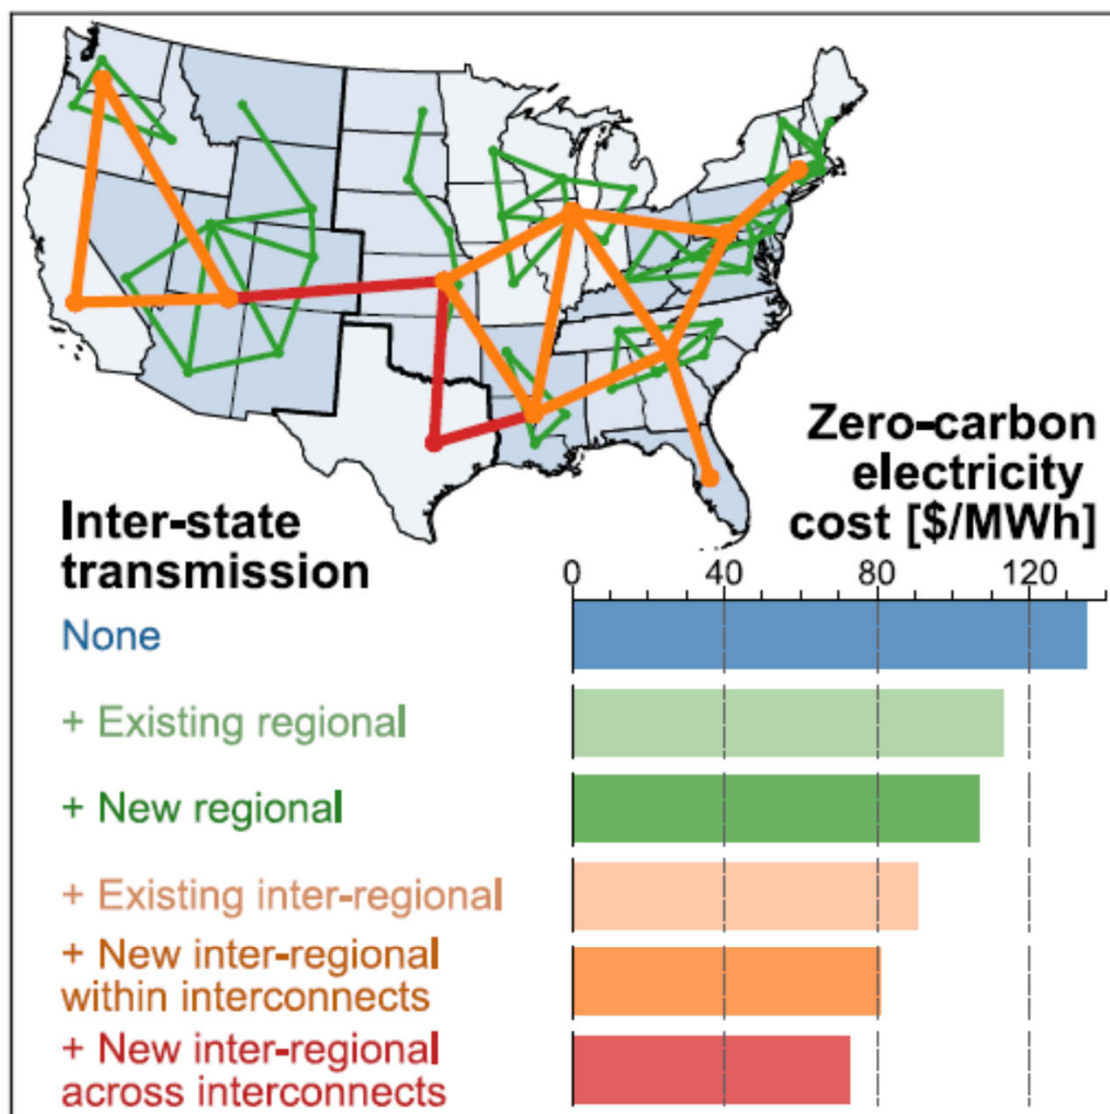 Zero-carbon
electricity
cost [$/MWh]
Inter-state
transmission
0 40 80 120
None
+ Existing regional
+ New regional
+ Existing inter-regional
+ New inter-regional
within interconnects
+ New inter-regional
across interconnects